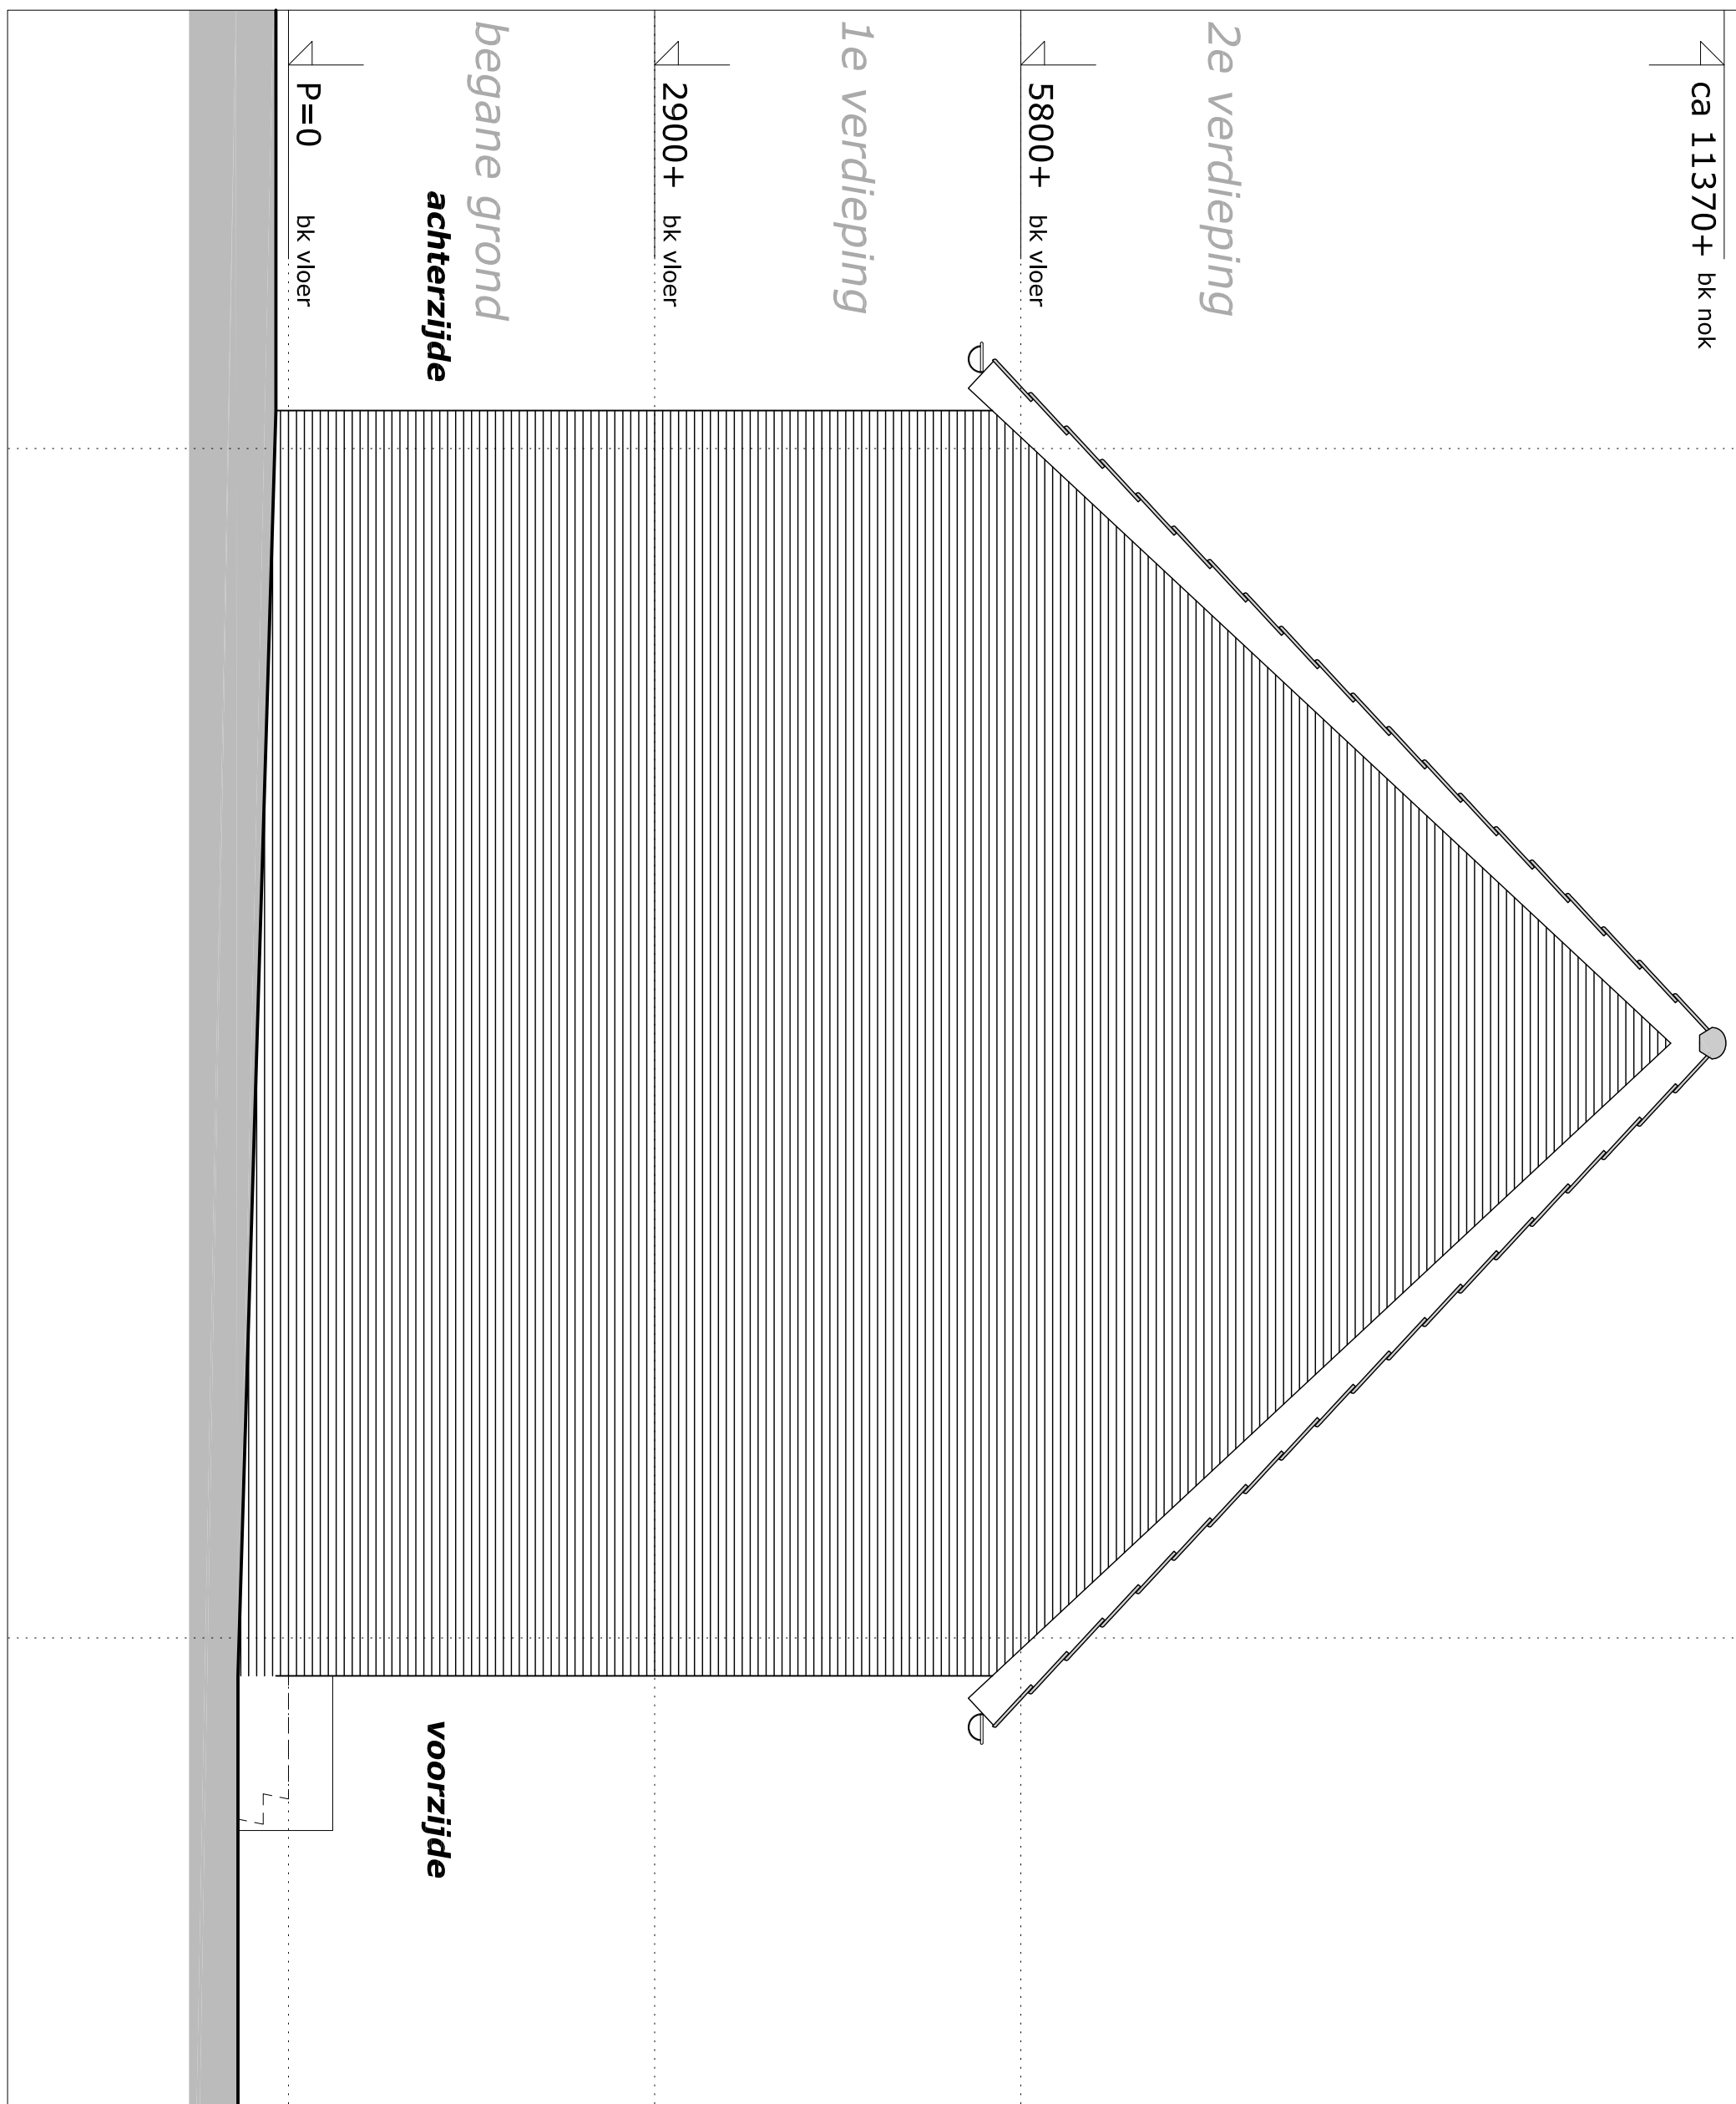 ca 11370+ bk nok
2e verdieping
5800+ bk vloer
1e verdieping
2900+ bk vloer
begane grond
achterzijde
voorzijde
P=0 bk vloer